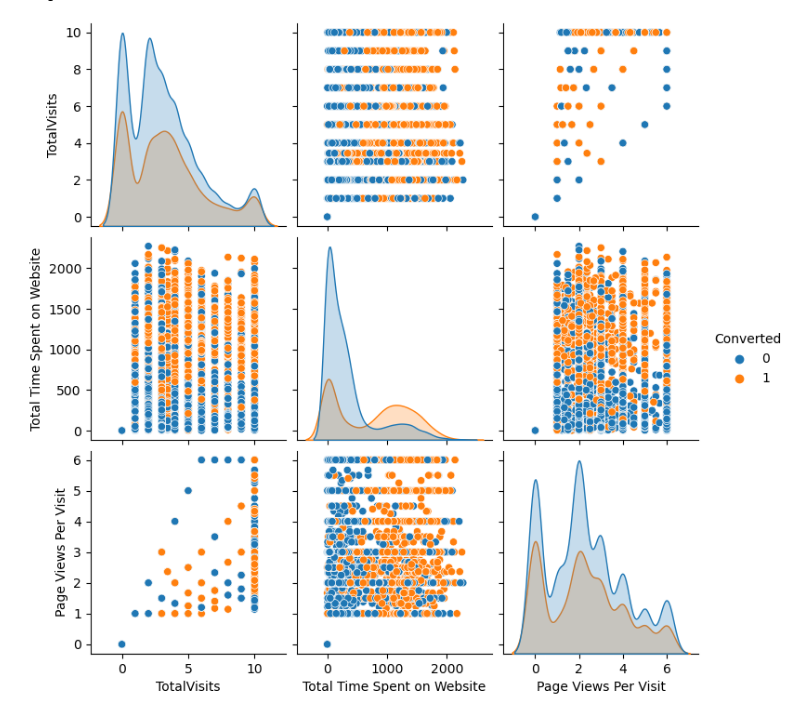 TotalVisits
10
8
6
4
2
0
Total Time Spent on Website
2000
1500
1000
500
0
Page Views Per Visit
6
5
4
3
2
1
0
0 5 10
TotalVisits
0 1000 2000
Total Time Spent on Website
0 2 4 6
Page Views Per Visit
Converted
0
1